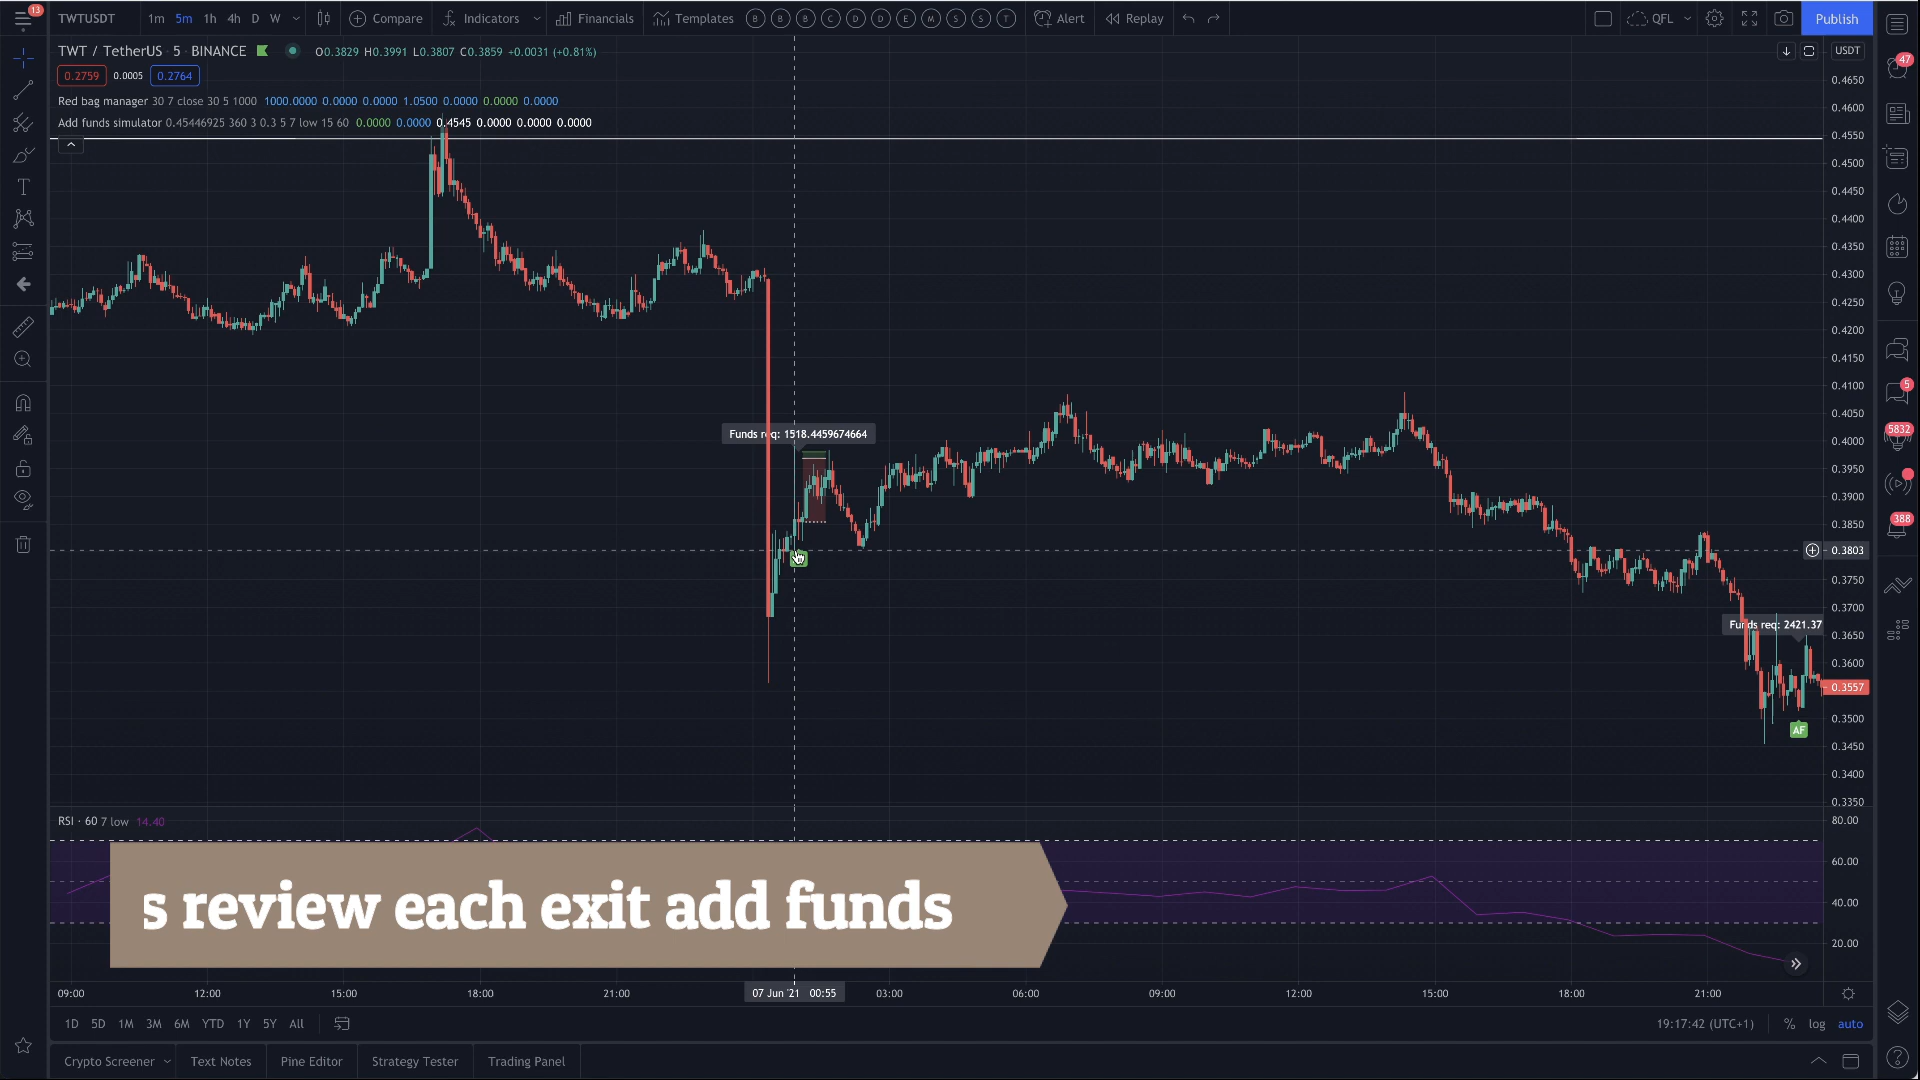 13
TWTUSDT
1m 5m 1h 4h D W
Compare
Indicators
Financials
Templates
B B B C D D E M S S T
Alert
Replay
QFL
Publish
TWT / TetherUS · 5 · BINANCE
O0.3829 H0.3991 L0.3807 C0.3859 +0.0031 (+0.81%)
USDT
0.2759 0.0005 0.2764
Red bag manager 30 7 close 30 5 1000 1000.0000 0.0000 0.0000 1.0500 0.0000 0.0000 0.0000
Add funds simulator 0.45446925 360 3 0.3 5 7 low 15 60 0.0000 0.0000 0.4545 0.0000 0.0000 0.0000
0.4650
0.4600
0.4550
0.4500
0.4450
0.4400
0.4350
0.4300
0.4250
0.4200
0.4150
0.4100
0.4050
0.4000
0.3950
0.3900
0.3850
0.3803
0.3750
0.3700
0.3650
0.3600
0.3557
0.3500
0.3450
0.3400
0.3350
47
5
5832
388
Funds req: 1518.4459674664
Funds req: 2421.37
AF
RSI · 60 7 low 14.40
80.00
60.00
40.00
20.00
s review each exit add funds
09:00 12:00 15:00 18:00 21:00 07 Jun '21 00:55 03:00 06:00 09:00 12:00 15:00 18:00 21:00
1D 5D 1M 3M 6M YTD 1Y 5Y All
19:17:42 (UTC+1) % log auto
Crypto Screener Text Notes Pine Editor Strategy Tester Trading Panel